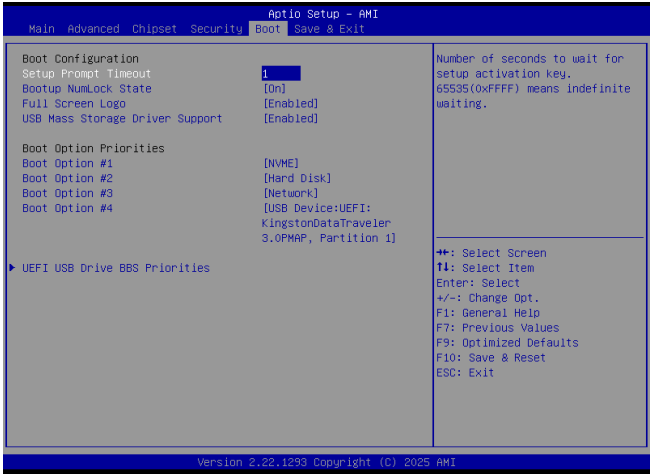 Aptio Setup – AMI
Main Advanced Chipset Security Boot Save & Exit
Boot Configuration
Setup Prompt Timeout 1
Bootup NumLock State [On]
Full Screen Logo [Enabled]
USB Mass Storage Driver Support [Enabled]
Boot Option Priorities
Boot Option #1 [NVME]
Boot Option #2 [Hard Disk]
Boot Option #3 [Network]
Boot Option #4 [USB Device:UEFI:
KingstonDataTraveler
3.0PMAP, Partition 1]
UEFI USB Drive BBS Priorities
Number of seconds to wait for
setup activation key.
65535(0xFFFF) means indefinite
waiting.
→←: Select Screen
↑↓: Select Item
Enter: Select
+/-: Change Opt.
F1: General Help
F7: Previous Values
F9: Optimized Defaults
F10: Save & Reset
ESC: Exit
Version 2.22.1293 Copyright (C) 2025 AMI